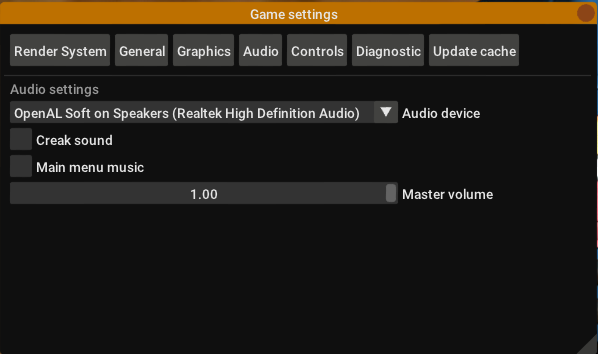 Game settings
Render System General Graphics Audio Controls Diagnostic Update cache
Audio settings
OpenAL Soft on Speakers (Realtek High Definition Audio) Audio device
Creak sound
Main menu music
1.00 Master volume